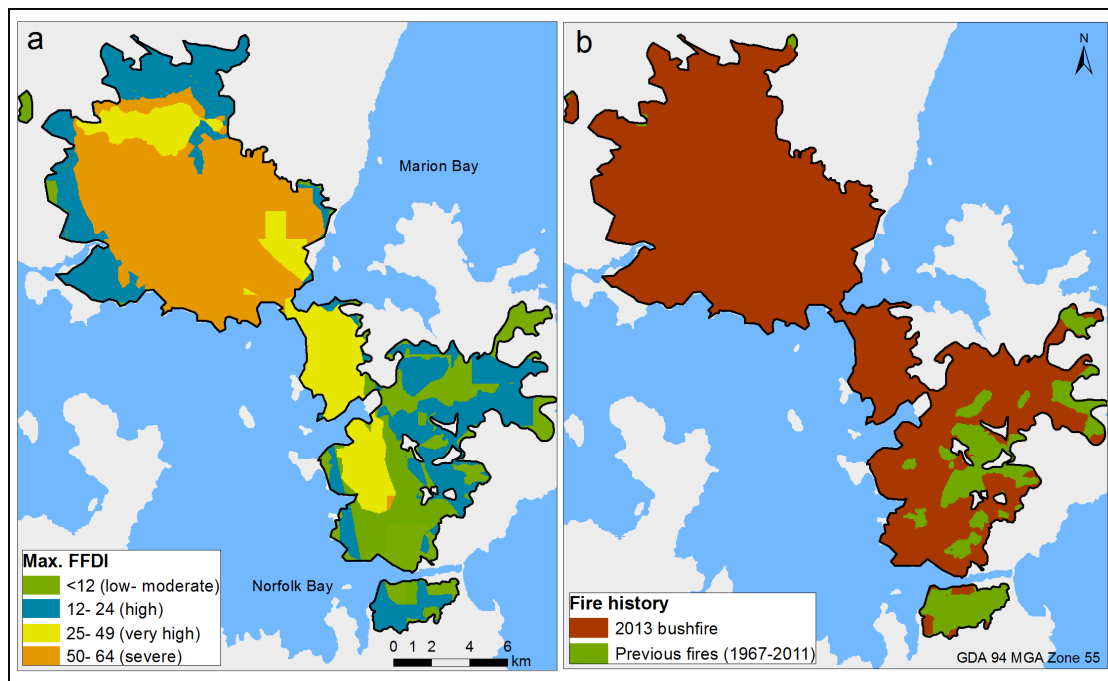 a
Marion Bay
Norfolk Bay
Max. FFDI
<12 (low- moderate)
12- 24 (high)
25- 49 (very high)
50- 64 (severe)
0 1 2 4 6
km
b
N
Fire history
2013 bushfire
Previous fires (1967-2011)
GDA 94 MGA Zone 55